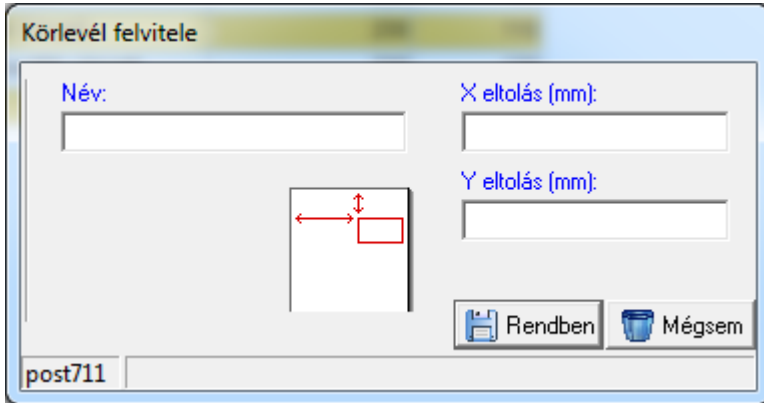 Körlevél felvitele
Név:
X eltolás (mm):
Y eltolás (mm):
Rendben
Mégsem
post711